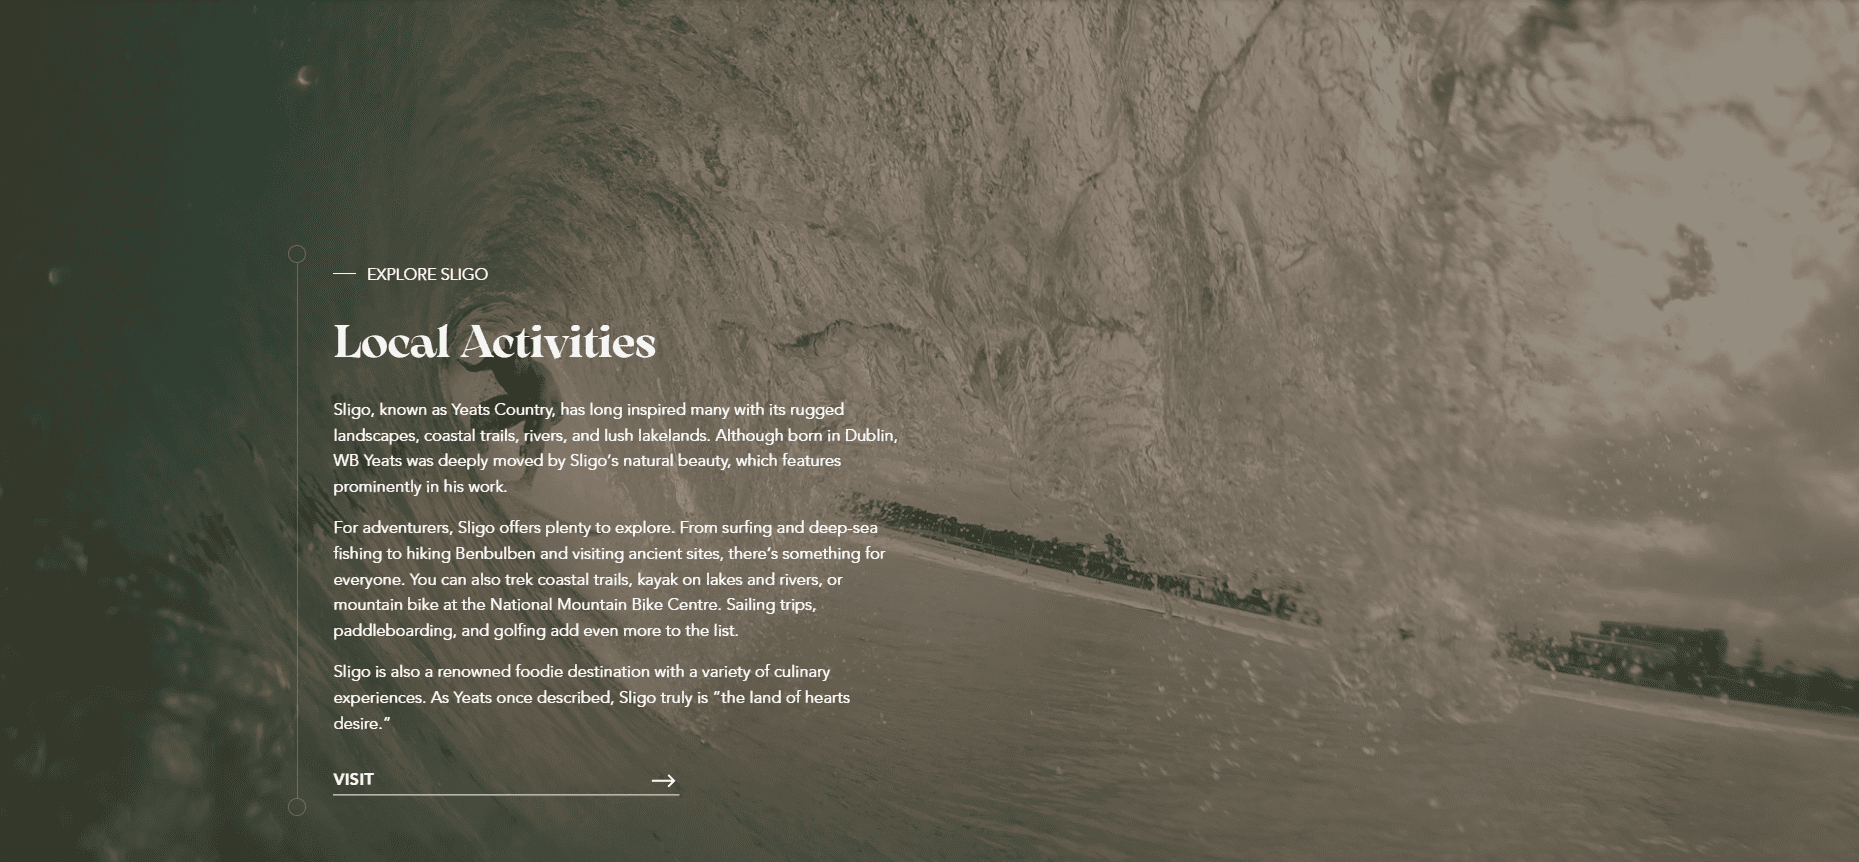 EXPLORE SLIGO
Local Activities
Sligo, known as Yeats Country, has long inspired many with its rugged
landscapes, coastal trails, rivers, and lush lakelands. Although born in Dublin,
WB Yeats was deeply moved by Sligo’s natural beauty, which features
prominently in his work.
For adventurers, Sligo offers plenty to explore. From surfing and deep-sea
fishing to hiking Benbulben and visiting ancient sites, there’s something for
everyone. You can also trek coastal trails, kayak on lakes and rivers, or
mountain bike at the National Mountain Bike Centre. Sailing trips,
paddleboarding, and golfing add even more to the list.
Sligo is also a renowned foodie destination with a variety of culinary
experiences. As Yeats once described, Sligo truly is “the land of hearts
desire.”
VISIT